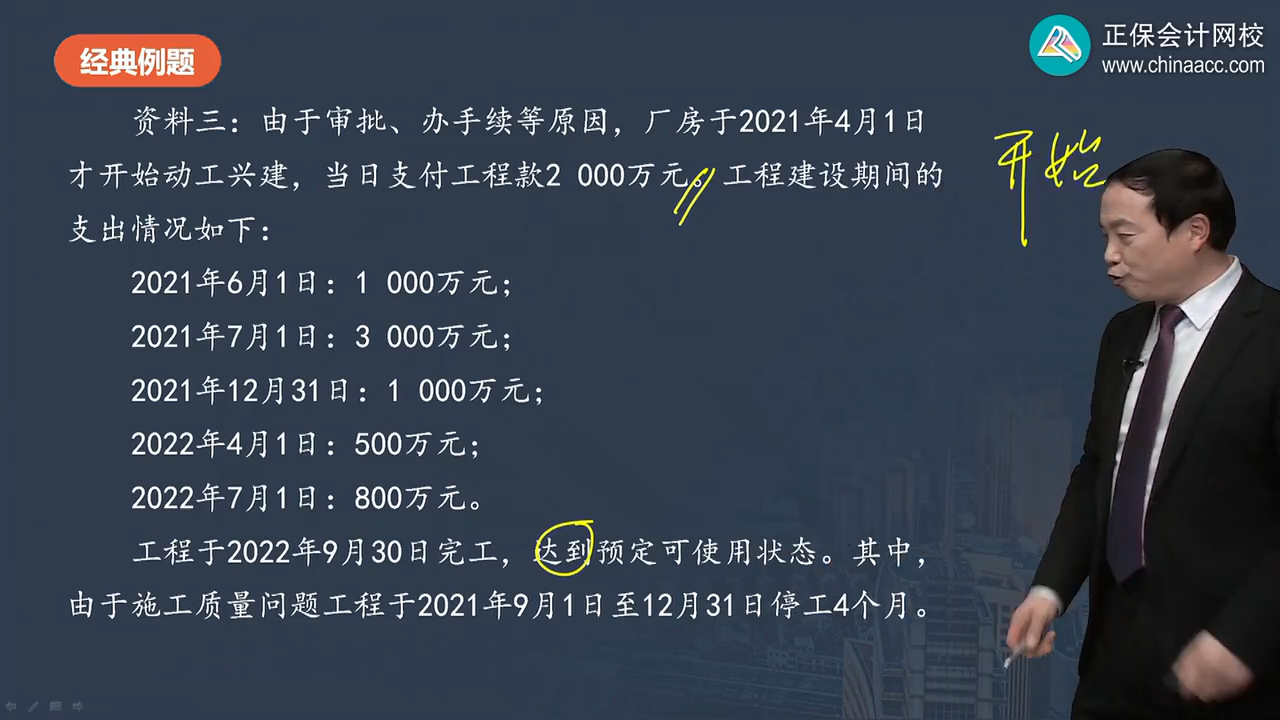 经典例题
正保会计网校
www.chinaacc.com
资料三：由于审批、办手续等原因，厂房于2021年4月1日
才开始动工兴建，当日支付工程款2 000万元。工程建设期间的
支出情况如下：
开始
2021年6月1日：1 000万元；
2021年7月1日：3 000万元；
2021年12月31日：1 000万元；
2022年4月1日：500万元；
2022年7月1日：800万元。
工程于2022年9月30日完工，达到预定可使用状态。其中，
由于施工质量问题工程于2021年9月1日至12月31日停工4个月。